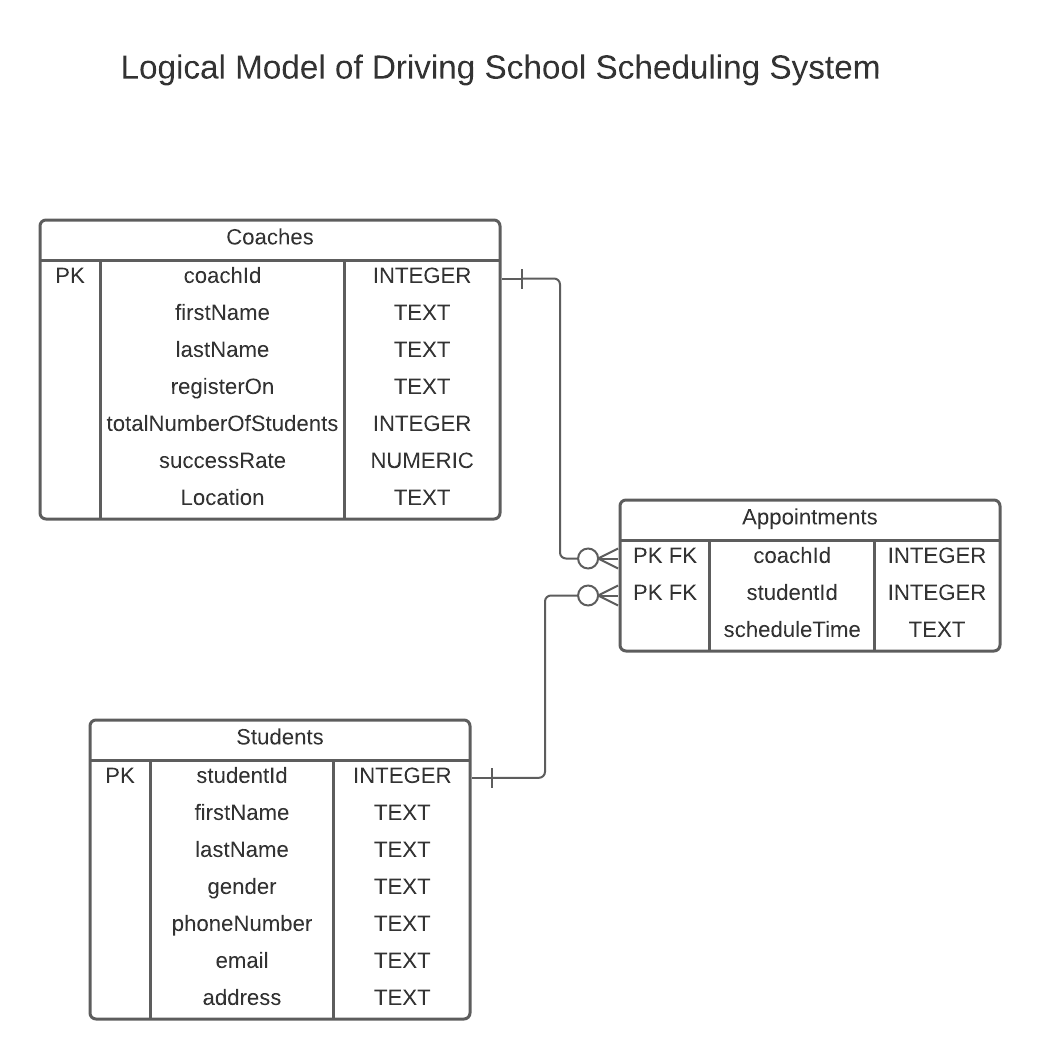 Logical Model of Driving School Scheduling System
Coaches
PK coachId INTEGER
firstName TEXT
lastName TEXT
registerOn TEXT
totalNumberOfStudents INTEGER
successRate NUMERIC
Location TEXT
Appointments
PK FK coachId INTEGER
PK FK studentId INTEGER
scheduleTime TEXT
Students
PK studentId INTEGER
firstName TEXT
lastName TEXT
gender TEXT
phoneNumber TEXT
email TEXT
address TEXT